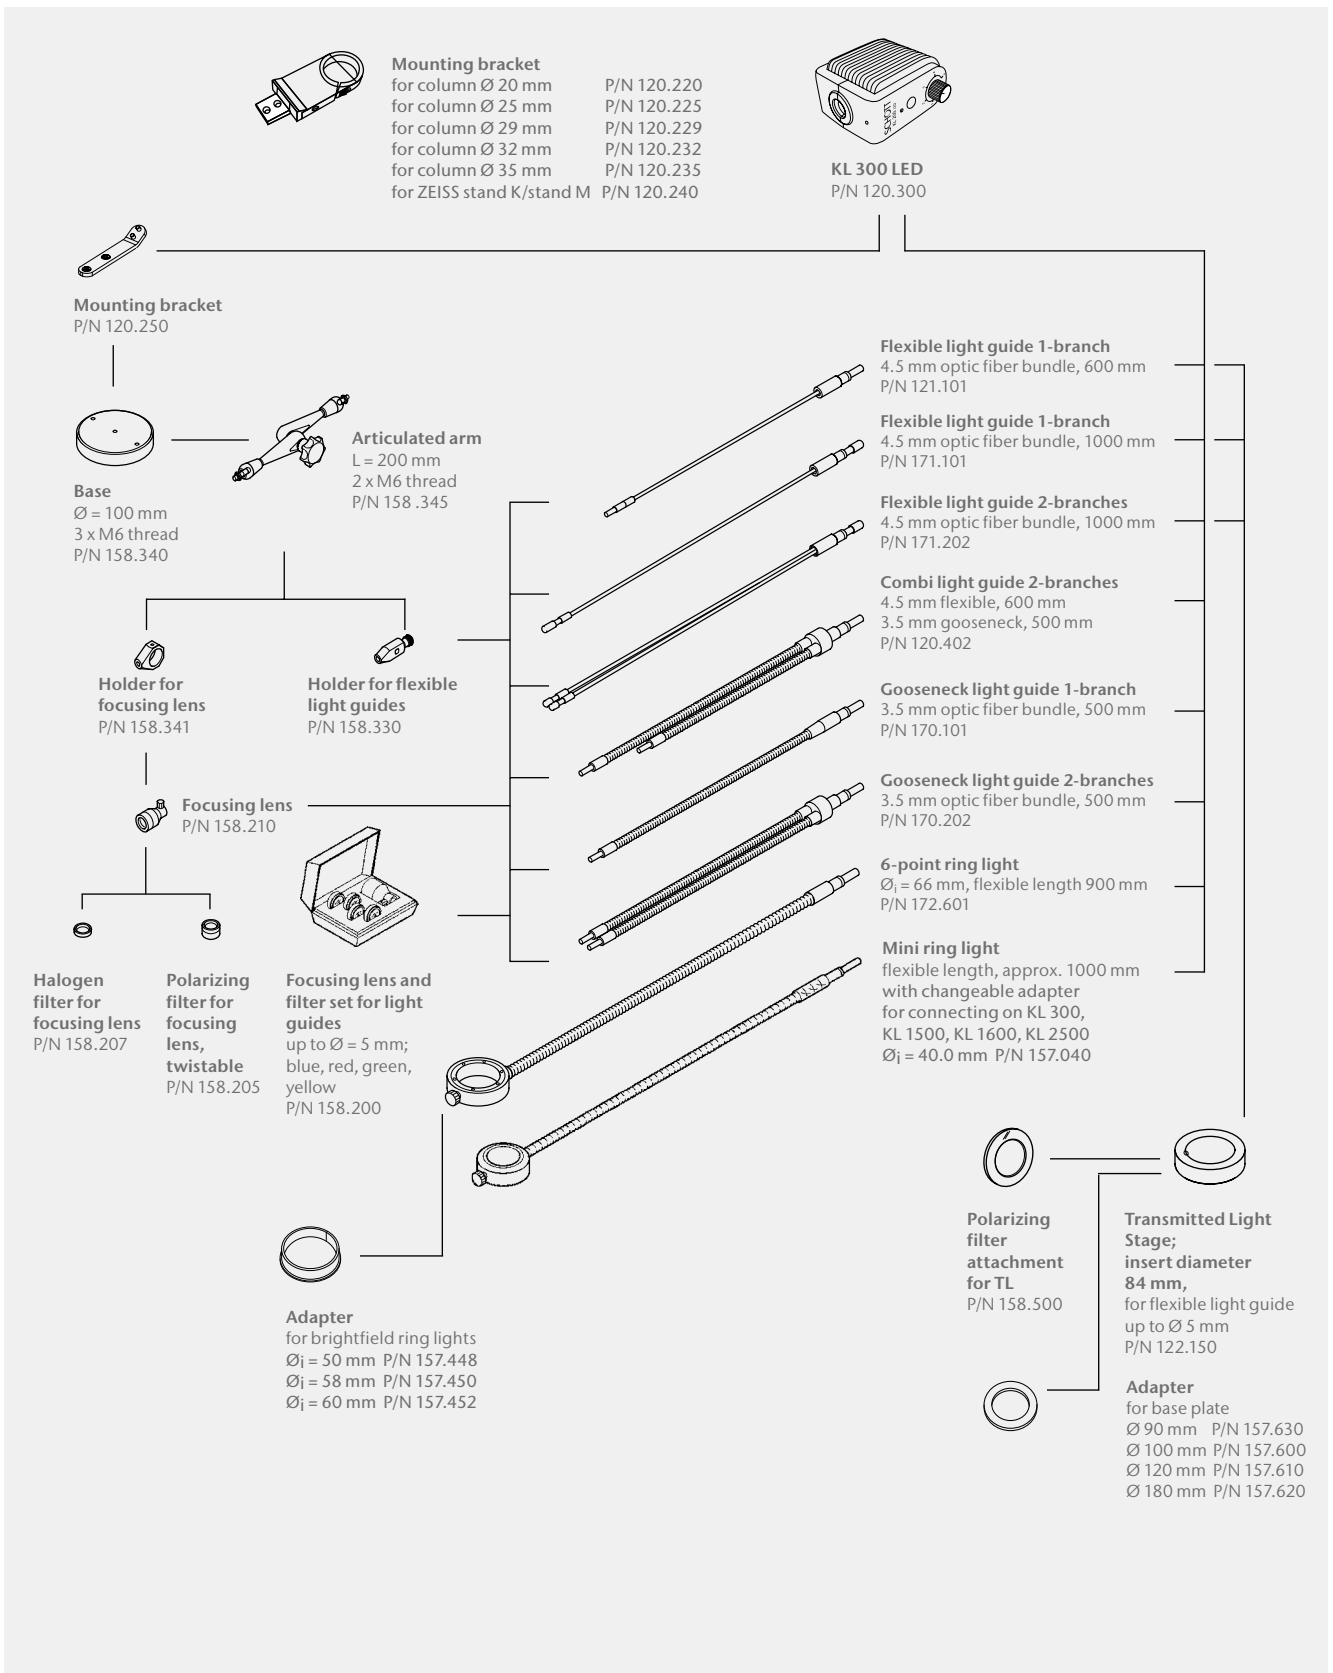 Mounting bracket
for column Ø 20 mm P/N 120.220
for column Ø 25 mm P/N 120.225
for column Ø 29 mm P/N 120.229
for column Ø 32 mm P/N 120.232
for column Ø 35 mm P/N 120.235
for ZEISS stand K/stand M P/N 120.240
SCHOTT
KL 300 LED
P/N 120.300
Mounting bracket
P/N 120.250
Base
Ø = 100 mm
3 x M6 thread
P/N 158.340
Articulated arm
L = 200 mm
2 x M6 thread
P/N 158 .345
Holder for
focusing lens
P/N 158.341
Holder for flexible
light guides
P/N 158.330
Focusing lens
P/N 158.210
Halogen
filter for
focusing lens
P/N 158.207
Polarizing
filter for
focusing
lens,
twistable
P/N 158.205
Focusing lens and
filter set for light
guides
up to Ø = 5 mm;
blue, red, green,
yellow
P/N 158.200
Flexible light guide 1-branch
4.5 mm optic fiber bundle, 600 mm
P/N 121.101
Flexible light guide 1-branch
4.5 mm optic fiber bundle, 1000 mm
P/N 171.101
Flexible light guide 2-branches
4.5 mm optic fiber bundle, 1000 mm
P/N 171.202
Combi light guide 2-branches
4.5 mm flexible, 600 mm
3.5 mm gooseneck, 500 mm
P/N 120.402
Gooseneck light guide 1-branch
3.5 mm optic fiber bundle, 500 mm
P/N 170.101
Gooseneck light guide 2-branches
3.5 mm optic fiber bundle, 500 mm
P/N 170.202
6-point ring light
Øi = 66 mm, flexible length 900 mm
P/N 172.601
Mini ring light
flexible length, approx. 1000 mm
with changeable adapter
for connecting on KL 300,
KL 1500, KL 1600, KL 2500
Øi = 40.0 mm P/N 157.040
Adapter
for brightfield ring lights
Øi = 50 mm P/N 157.448
Øi = 58 mm P/N 157.450
Øi = 60 mm P/N 157.452
Polarizing
filter
attachment
for TL
P/N 158.500
Transmitted Light
Stage;
insert diameter
84 mm,
for flexible light guide
up to Ø 5 mm
P/N 122.150
Adapter
for base plate
Ø 90 mm P/N 157.630
Ø 100 mm P/N 157.600
Ø 120 mm P/N 157.610
Ø 180 mm P/N 157.620